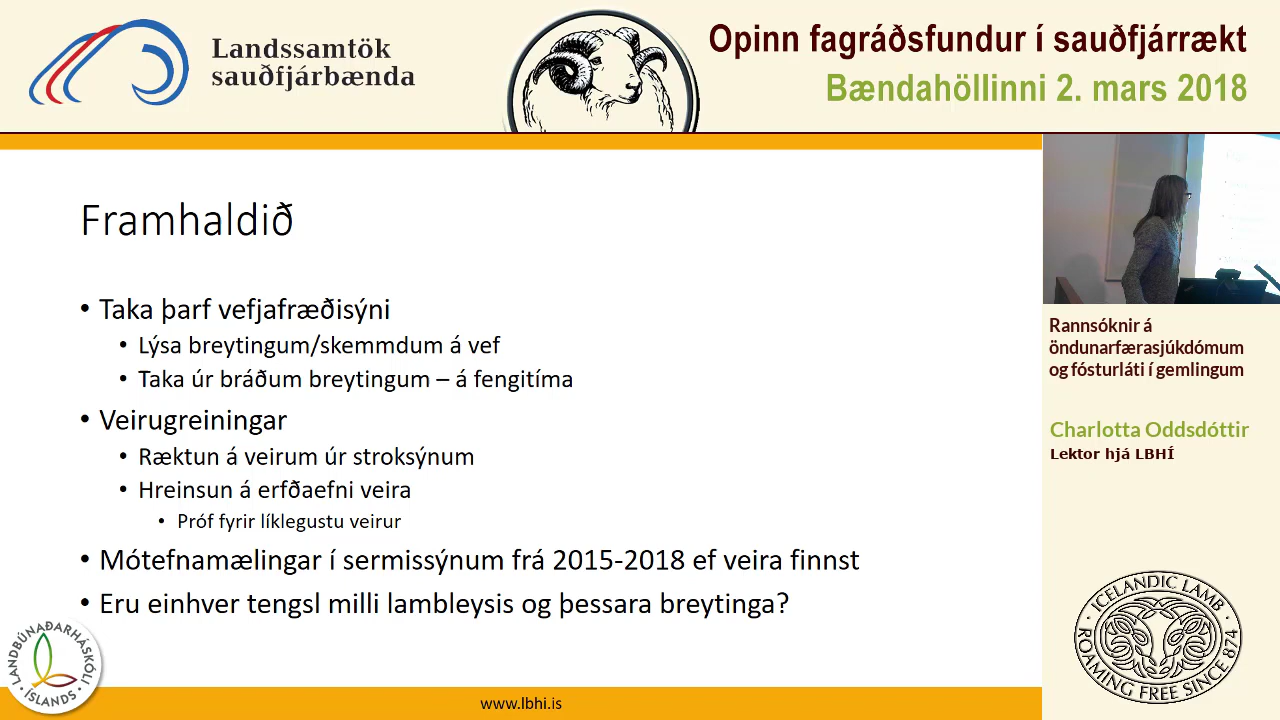 Landssamtök
sauðfjárbænda
Opinn fagráðsfundur í sauðfjárrækt
Bændahöllinni 2. mars 2018
Framhaldið
• Taka þarf vefjafræðisýni
• Lýsa breytingum/skemmdum á vef
• Taka úr bráðum breytingum – á fengitíma
• Veirugreiningar
• Ræktun á veirum úr stroksýnum
• Hreinsun á erfðaefni veira
• Próf fyrir líklegustu veirur
• Mótefnamælingar í sermissýnum frá 2015-2018 ef veira finnst
• Eru einhver tengsl milli lambleysis og þessara breytinga?
LANDBÚNAÐARHÁSKÓLI
· ÍSLANDS ·
www.lbhi.is
Rannsóknir á
öndunarfærasjúkdómum
og fósturláti í gemlingum
Charlotta Oddsdóttir
Lektor hjá LBHÍ
· ICELANDIC LAMB ·
ROAMING FREE SINCE 874